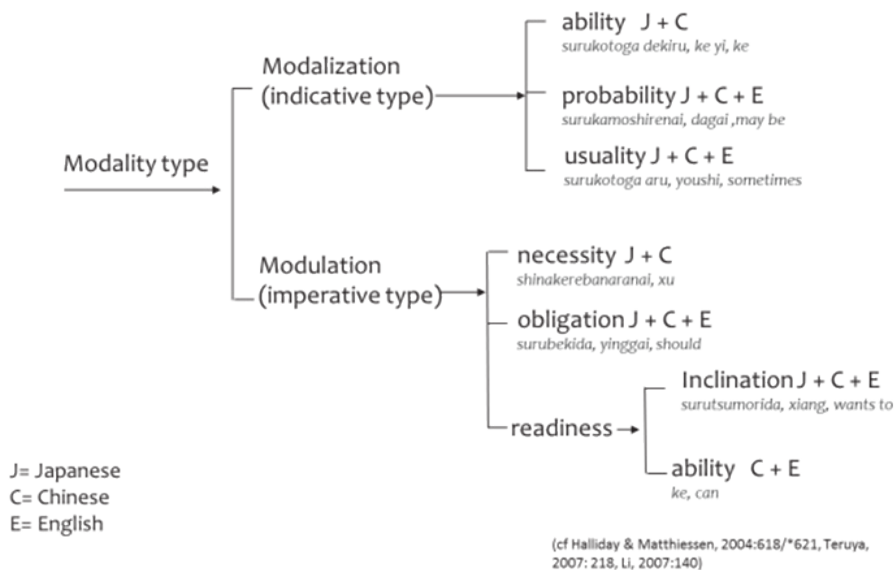 ability J + C
surukotoga dekiru, ke yi, ke
Modalization
(indicative type)
probability J + C + E
surukamoshirenai, dagai ,may be
usuality J + C + E
surukotoga aru, youshi, sometimes
Modality type
Modulation
(imperative type)
necessity J + C
shinakerebanaranai, xu
obligation J + C + E
surubekida, yinggai, should
readiness
Inclination J + C + E
surutsumorida, xiang, wants to
ability C + E
ke, can
J= Japanese
C= Chinese
E= English
(cf Halliday & Matthiessen, 2004:618/*621, Teruya,
2007: 218, Li, 2007:140)